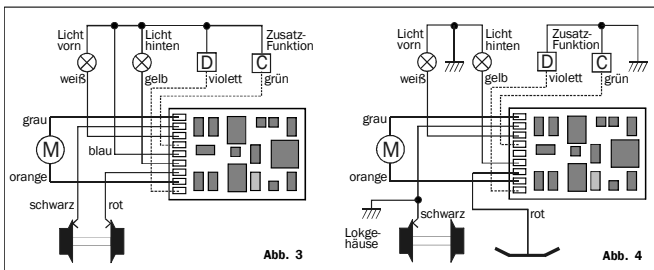 Licht
vorn
weiß
Licht
hinten
gelb
D
violett
Zusatz-
Funktion
C
grün
grau
M
blau
orange
schwarz
rot
Abb. 3
Licht
vorn
weiß
Licht
hinten
gelb
Zusatz-
Funktion
D
violett
C
grün
grau
M
orange
schwarz
Lokge-
häuse
rot
Abb. 4